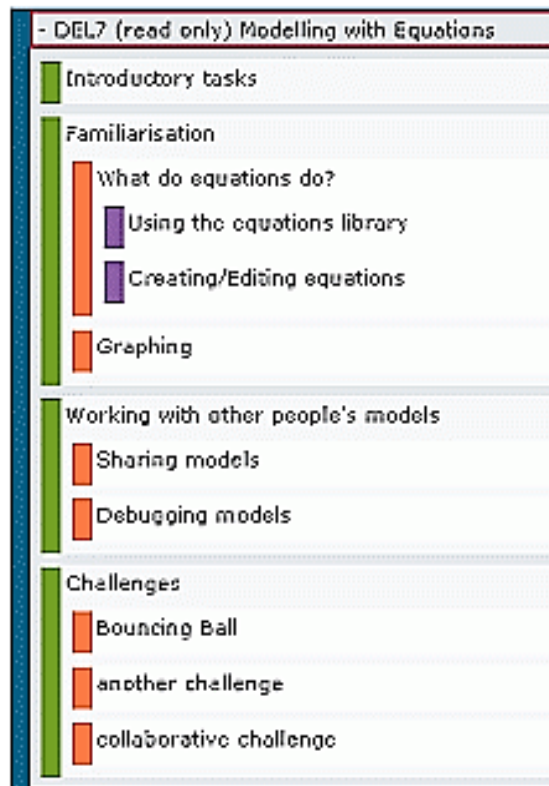 - DEL7 (read only) Modelling with Equations
Introductory tasks
Familiarisation
What do equations do?
Using the equations library
Creating/Editing equations
Graphing
Working with other people's models
Sharing models
Debugging models
Challenges
Bouncing Ball
another challenge
collaborative challenge